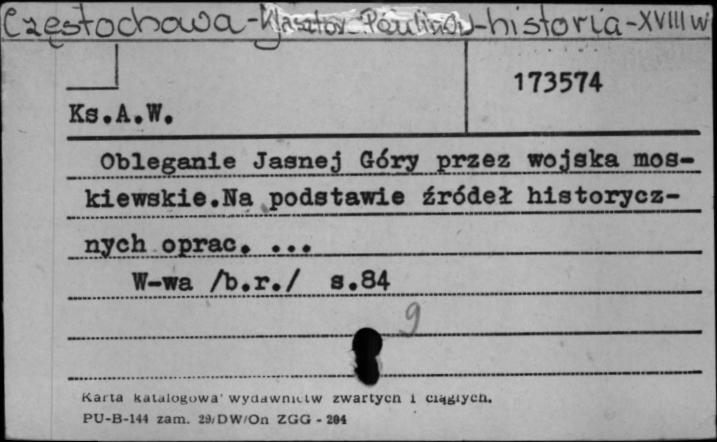 Częstochowa-Klasztor Paulinów-historia-XVIII w
173574
Ks.A.W.
Obleganie Jasnej Góry przez wojska mos-
kiewskie.Na podstawie źródeł historycz-
nych oprac. ...
W-wa /b.r./ s.84
9
Karta katalogowa wydawnictw zwartych i ciągłych.
PU-B-144 zam. 29/DW/On ZGG - 204